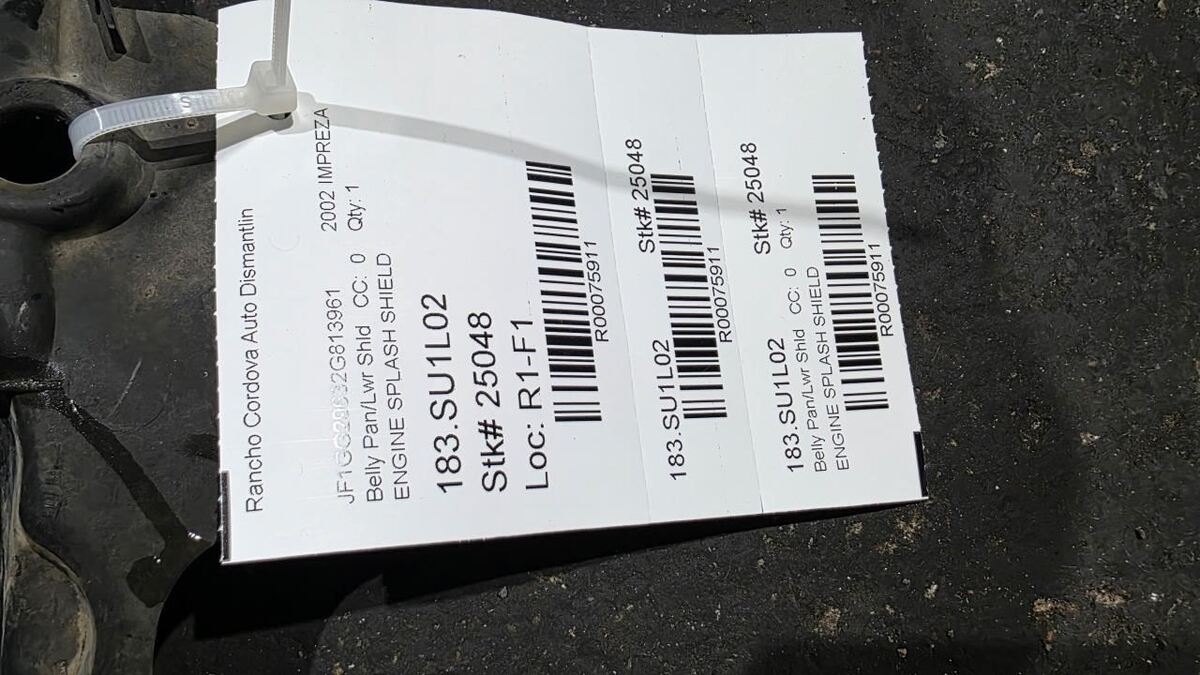 Rancho Cordova Auto Dismantlin
2002 IMPREZA
Belly Pan/Lwr Shld CC: 0 Qty: 1
ENGINE SPLASH SHIELD
183.SU1L02
Stk# 25048
Loc: R1-F1
R00075911
183.SU1L02 Stk# 25048
R00075911
183.SU1L02 Stk# 25048
Belly Pan/Lwr Shld CC: 0 Qty: 1
ENGINE SPLASH SHIELD
R00075911